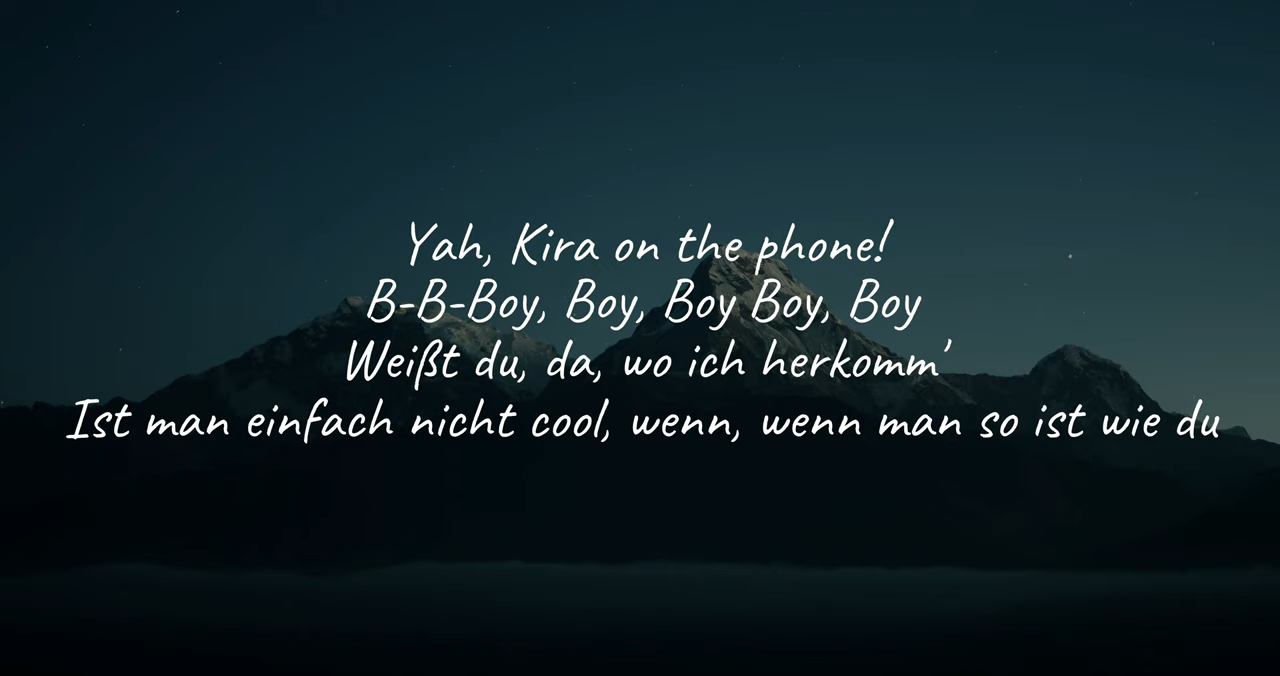 Yah, Kira on the phone!
B-B-Boy, Boy, Boy Boy, Boy
Weißt du, da, wo ich herkomm'
Ist man einfach nicht cool, wenn, wenn man so ist wie du